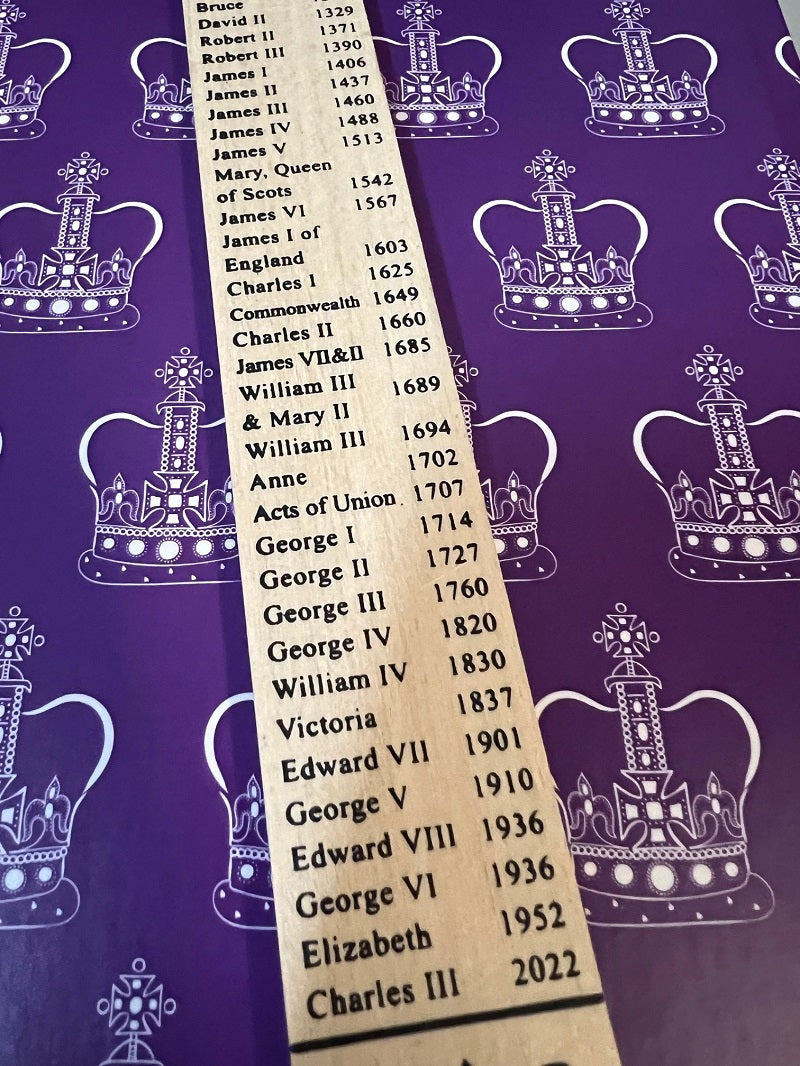 Bruce
David II 1329
Robert II 1371
Robert III 1390
James I 1406
James II 1437
James III 1460
James IV 1488
James V 1513
Mary, Queen
of Scots 1542
James VI 1567
James I of
England 1603
Charles I 1625
Commonwealth 1649
Charles II 1660
James VII&II 1685
William III 1689
& Mary II
William III 1694
Anne 1702
Acts of Union. 1707
George I 1714
George II 1727
George III 1760
George IV 1820
William IV 1830
Victoria 1837
Edward VII 1901
George V 1910
Edward VIII 1936
George VI 1936
Elizabeth 1952
Charles III 2022